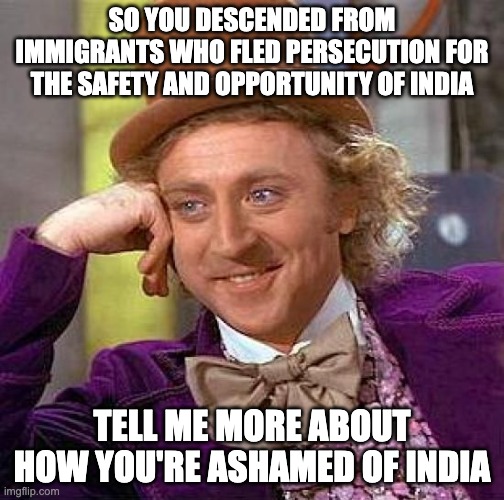 SO YOU DESCENDED FROM
IMMIGRANTS WHO FLED PERSECUTION FOR
THE SAFETY AND OPPORTUNITY OF INDIA
TELL ME MORE ABOUT
HOW YOU'RE ASHAMED OF INDIA
imgflip.com